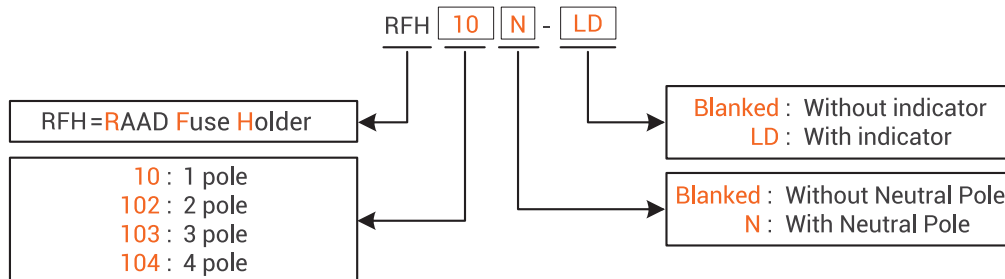 RFH 10 N - LD
RFH=RAAD Fuse Holder
10 : 1 pole
102 : 2 pole
103 : 3 pole
104 : 4 pole
Blanked : Without indicator
LD : With indicator
Blanked : Without Neutral Pole
N : With Neutral Pole